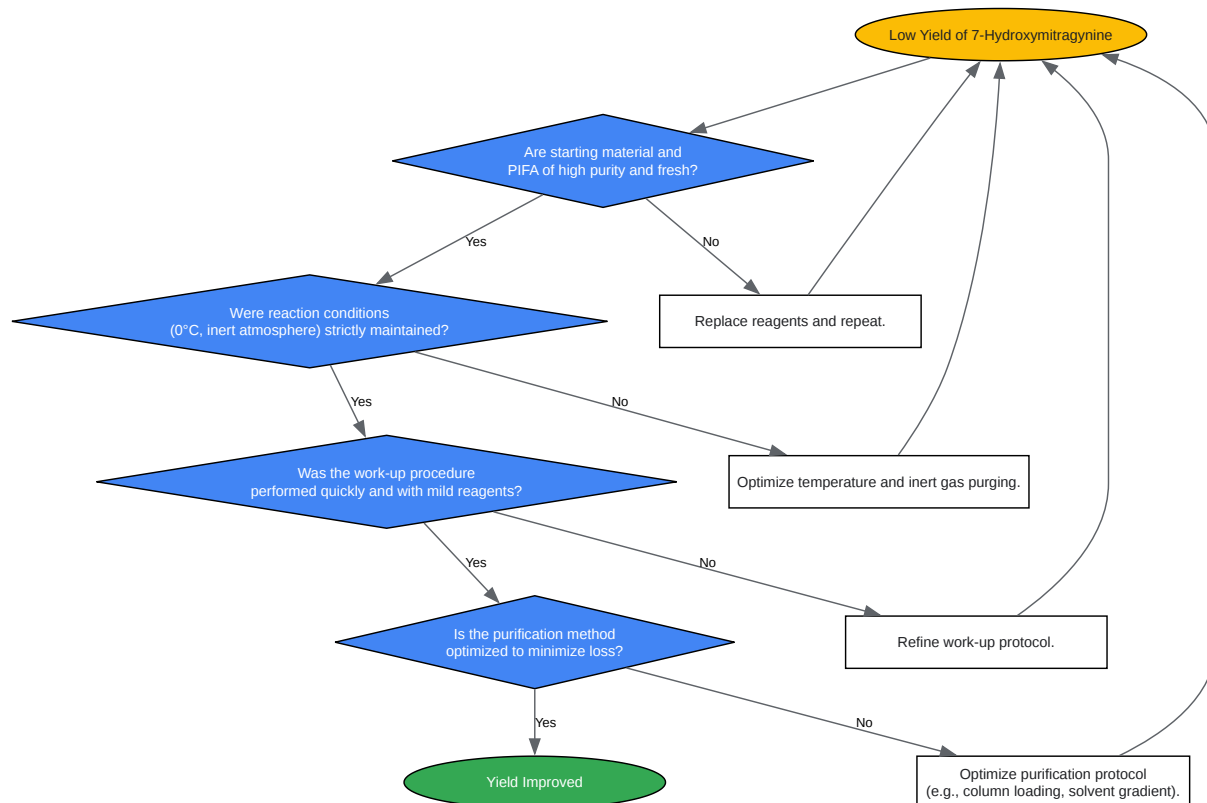 Low Yield of 7-Hydroxymitragynine
Are starting material and
PIFA of high purity and fresh?
Yes
No
Were reaction conditions
(0°C, inert atmosphere) strictly maintained?
Replace reagents and repeat.
Yes
No
Was the work-up procedure
performed quickly and with mild reagents?
Optimize temperature and inert gas purging.
Yes
No
Is the purification method
optimized to minimize loss?
Refine work-up protocol.
Yes
No
Yield Improved
Optimize purification protocol
(e.g., column loading, solvent gradient).